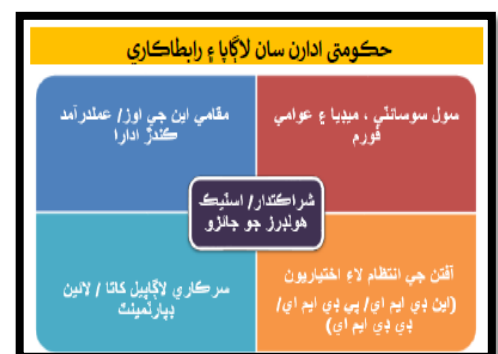 حڪومتي ادارن سان لاڳاپا ۽ رابطاڪاري
سول سوسائٽي ، ميڊيا ۽ عوامي
فورم
مقامي اين جي اوز/ عملدرآمد
ڪندڙ ادارا
شراڪتدار/ اسٽيڪ
هولڊرز جو جائزو
آفتن جي انتظام لاءِ اختياريون
(اين ڊي ايم اي/ پي ڊي ايم اي/
ڊي ڊي ايم اي)
سرڪاري لاڳاپيل کاتا / لائين
ڊپارٽمينٽ